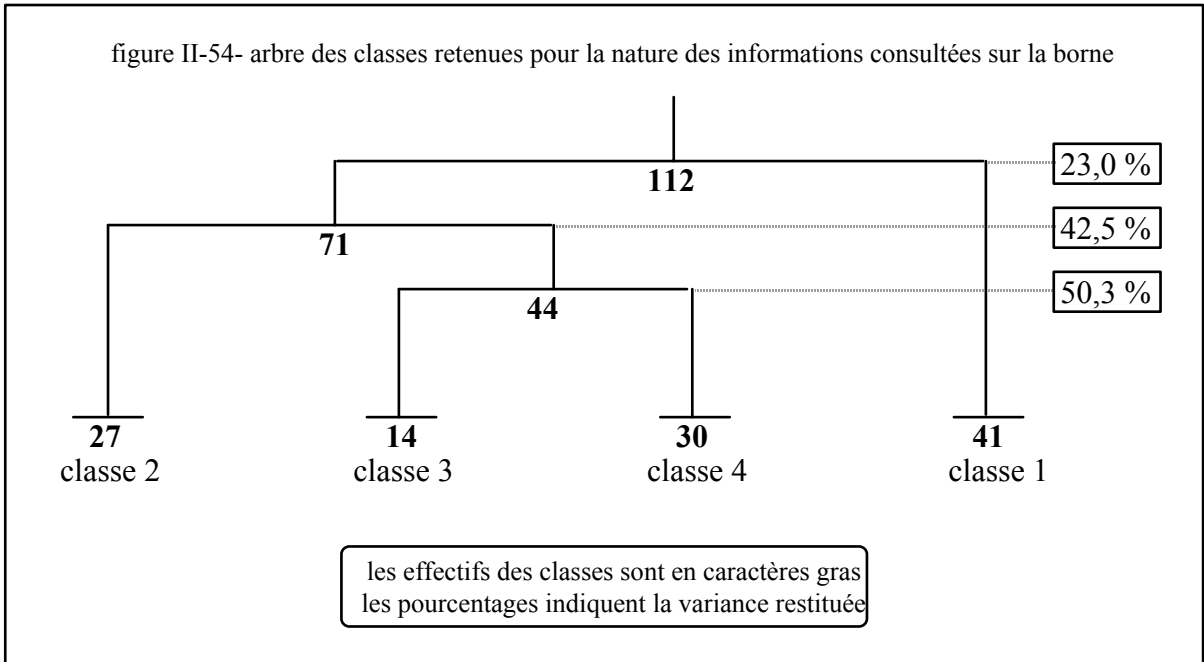 figure II-54- arbre des classes retenues pour la nature des informations consultées sur la borne
23,0 %
112
42,5 %
71
50,3 %
44
27
14
30
41
classe 2
classe 3
classe 4
classe 1
les effectifs des classes sont en caractères gras
les pourcentages indiquent la variance restituée